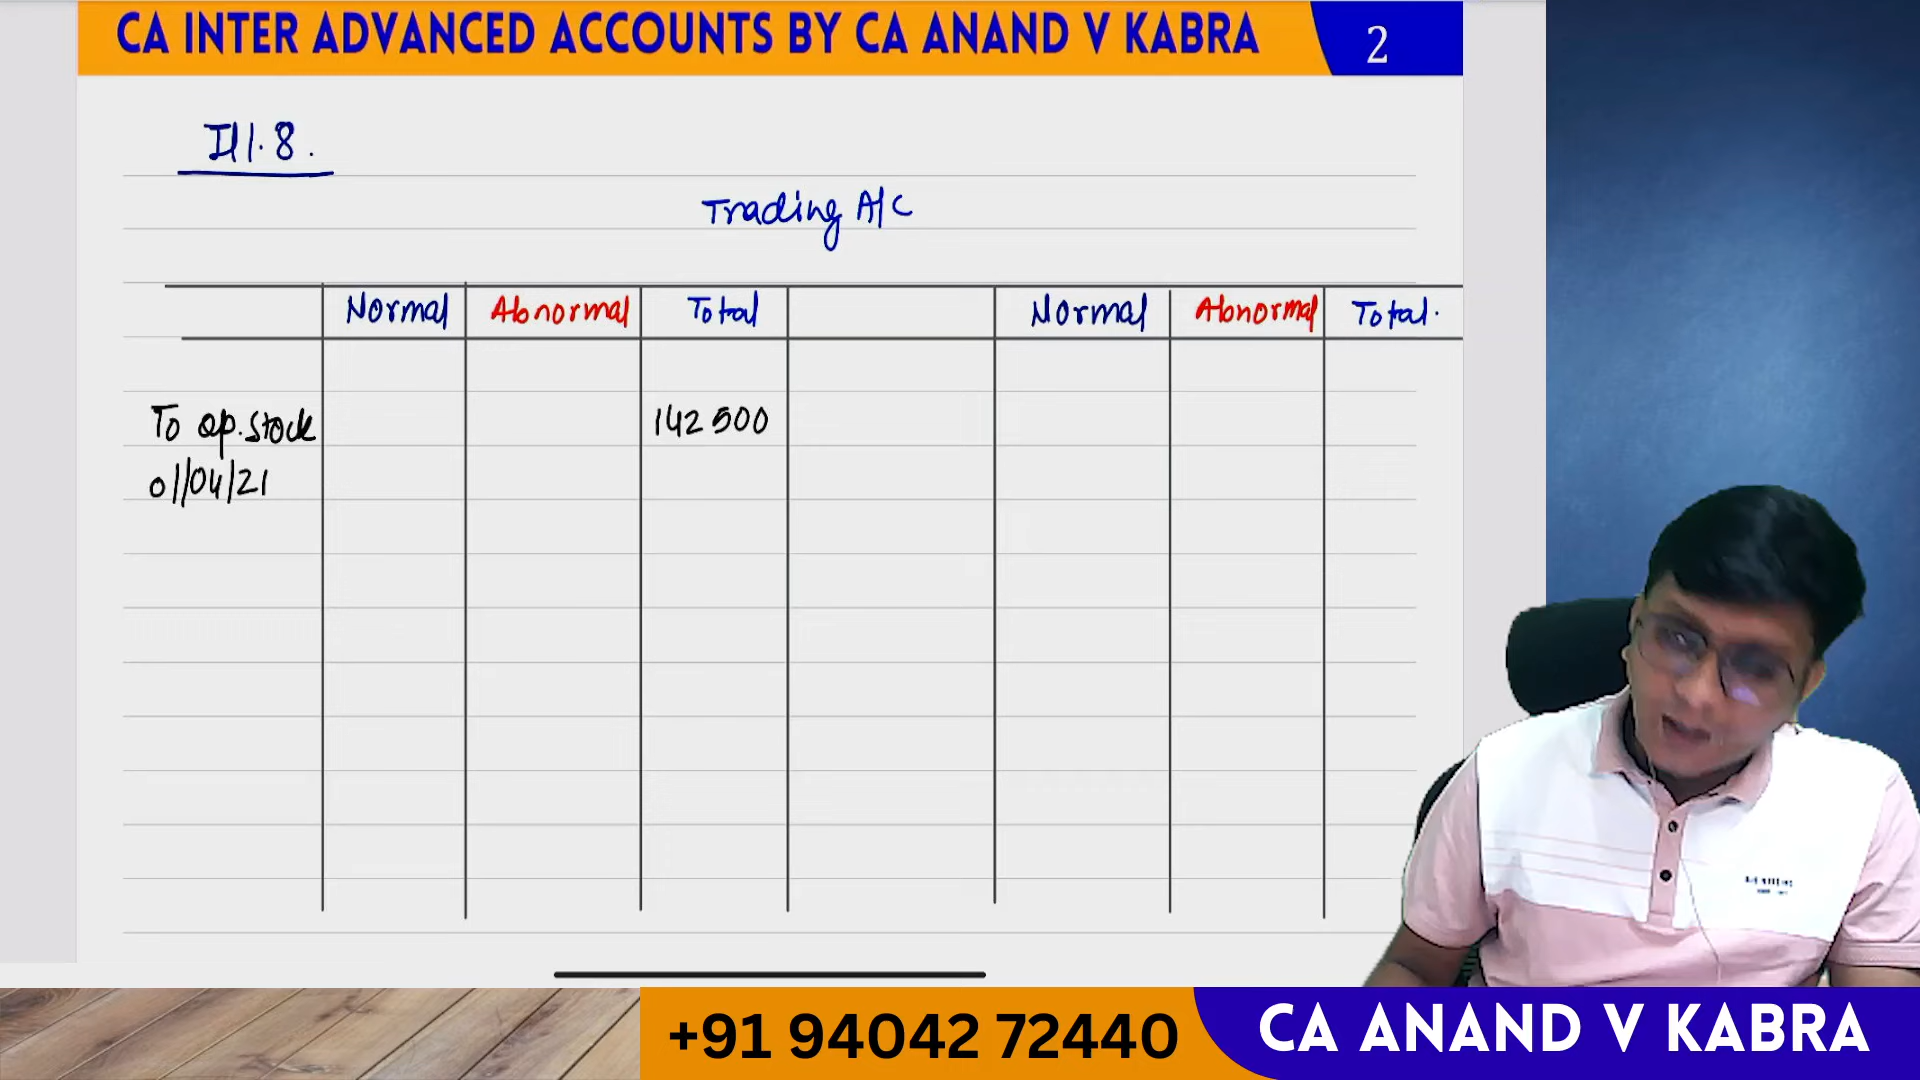 CA INTER ADVANCED ACCOUNTS BY CA ANAND V KABRA
2
Ill.8.
Trading A/C
Normal Abnormal Total Normal Abnormal Total.
To op.stock 142500
01/04/21
+91 94042 72440
CA ANAND V KABRA